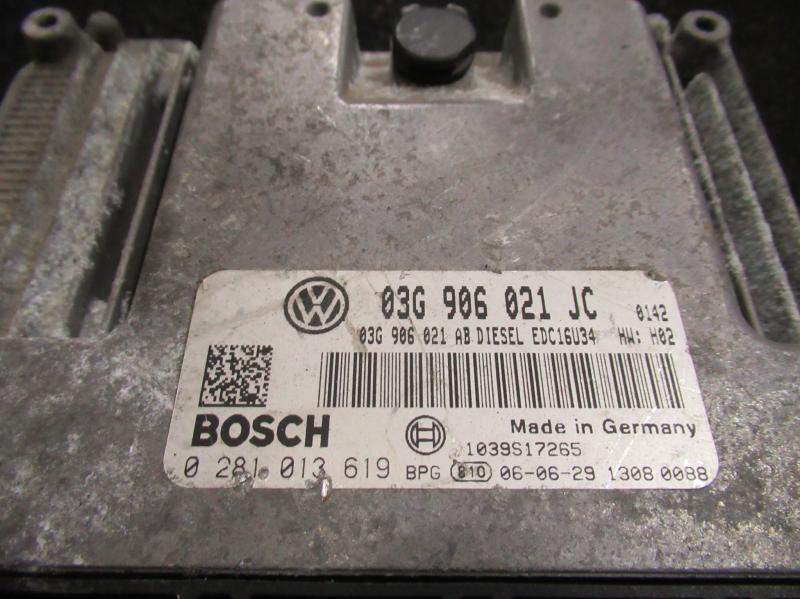 03G 906 021 JC 0142
03G 906 021 AB DIESEL EDC16U34 HW: H02
BOSCH
Made in Germany
1039S17265
0 281 013 619 BPG 810 06-06-29 1308 0088